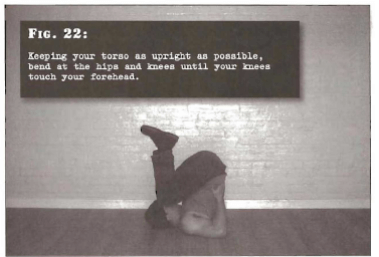 FIG. 22:
Keeping your torso as upright as possible,
bend at the hips and knees until your knees
touch your forehead.